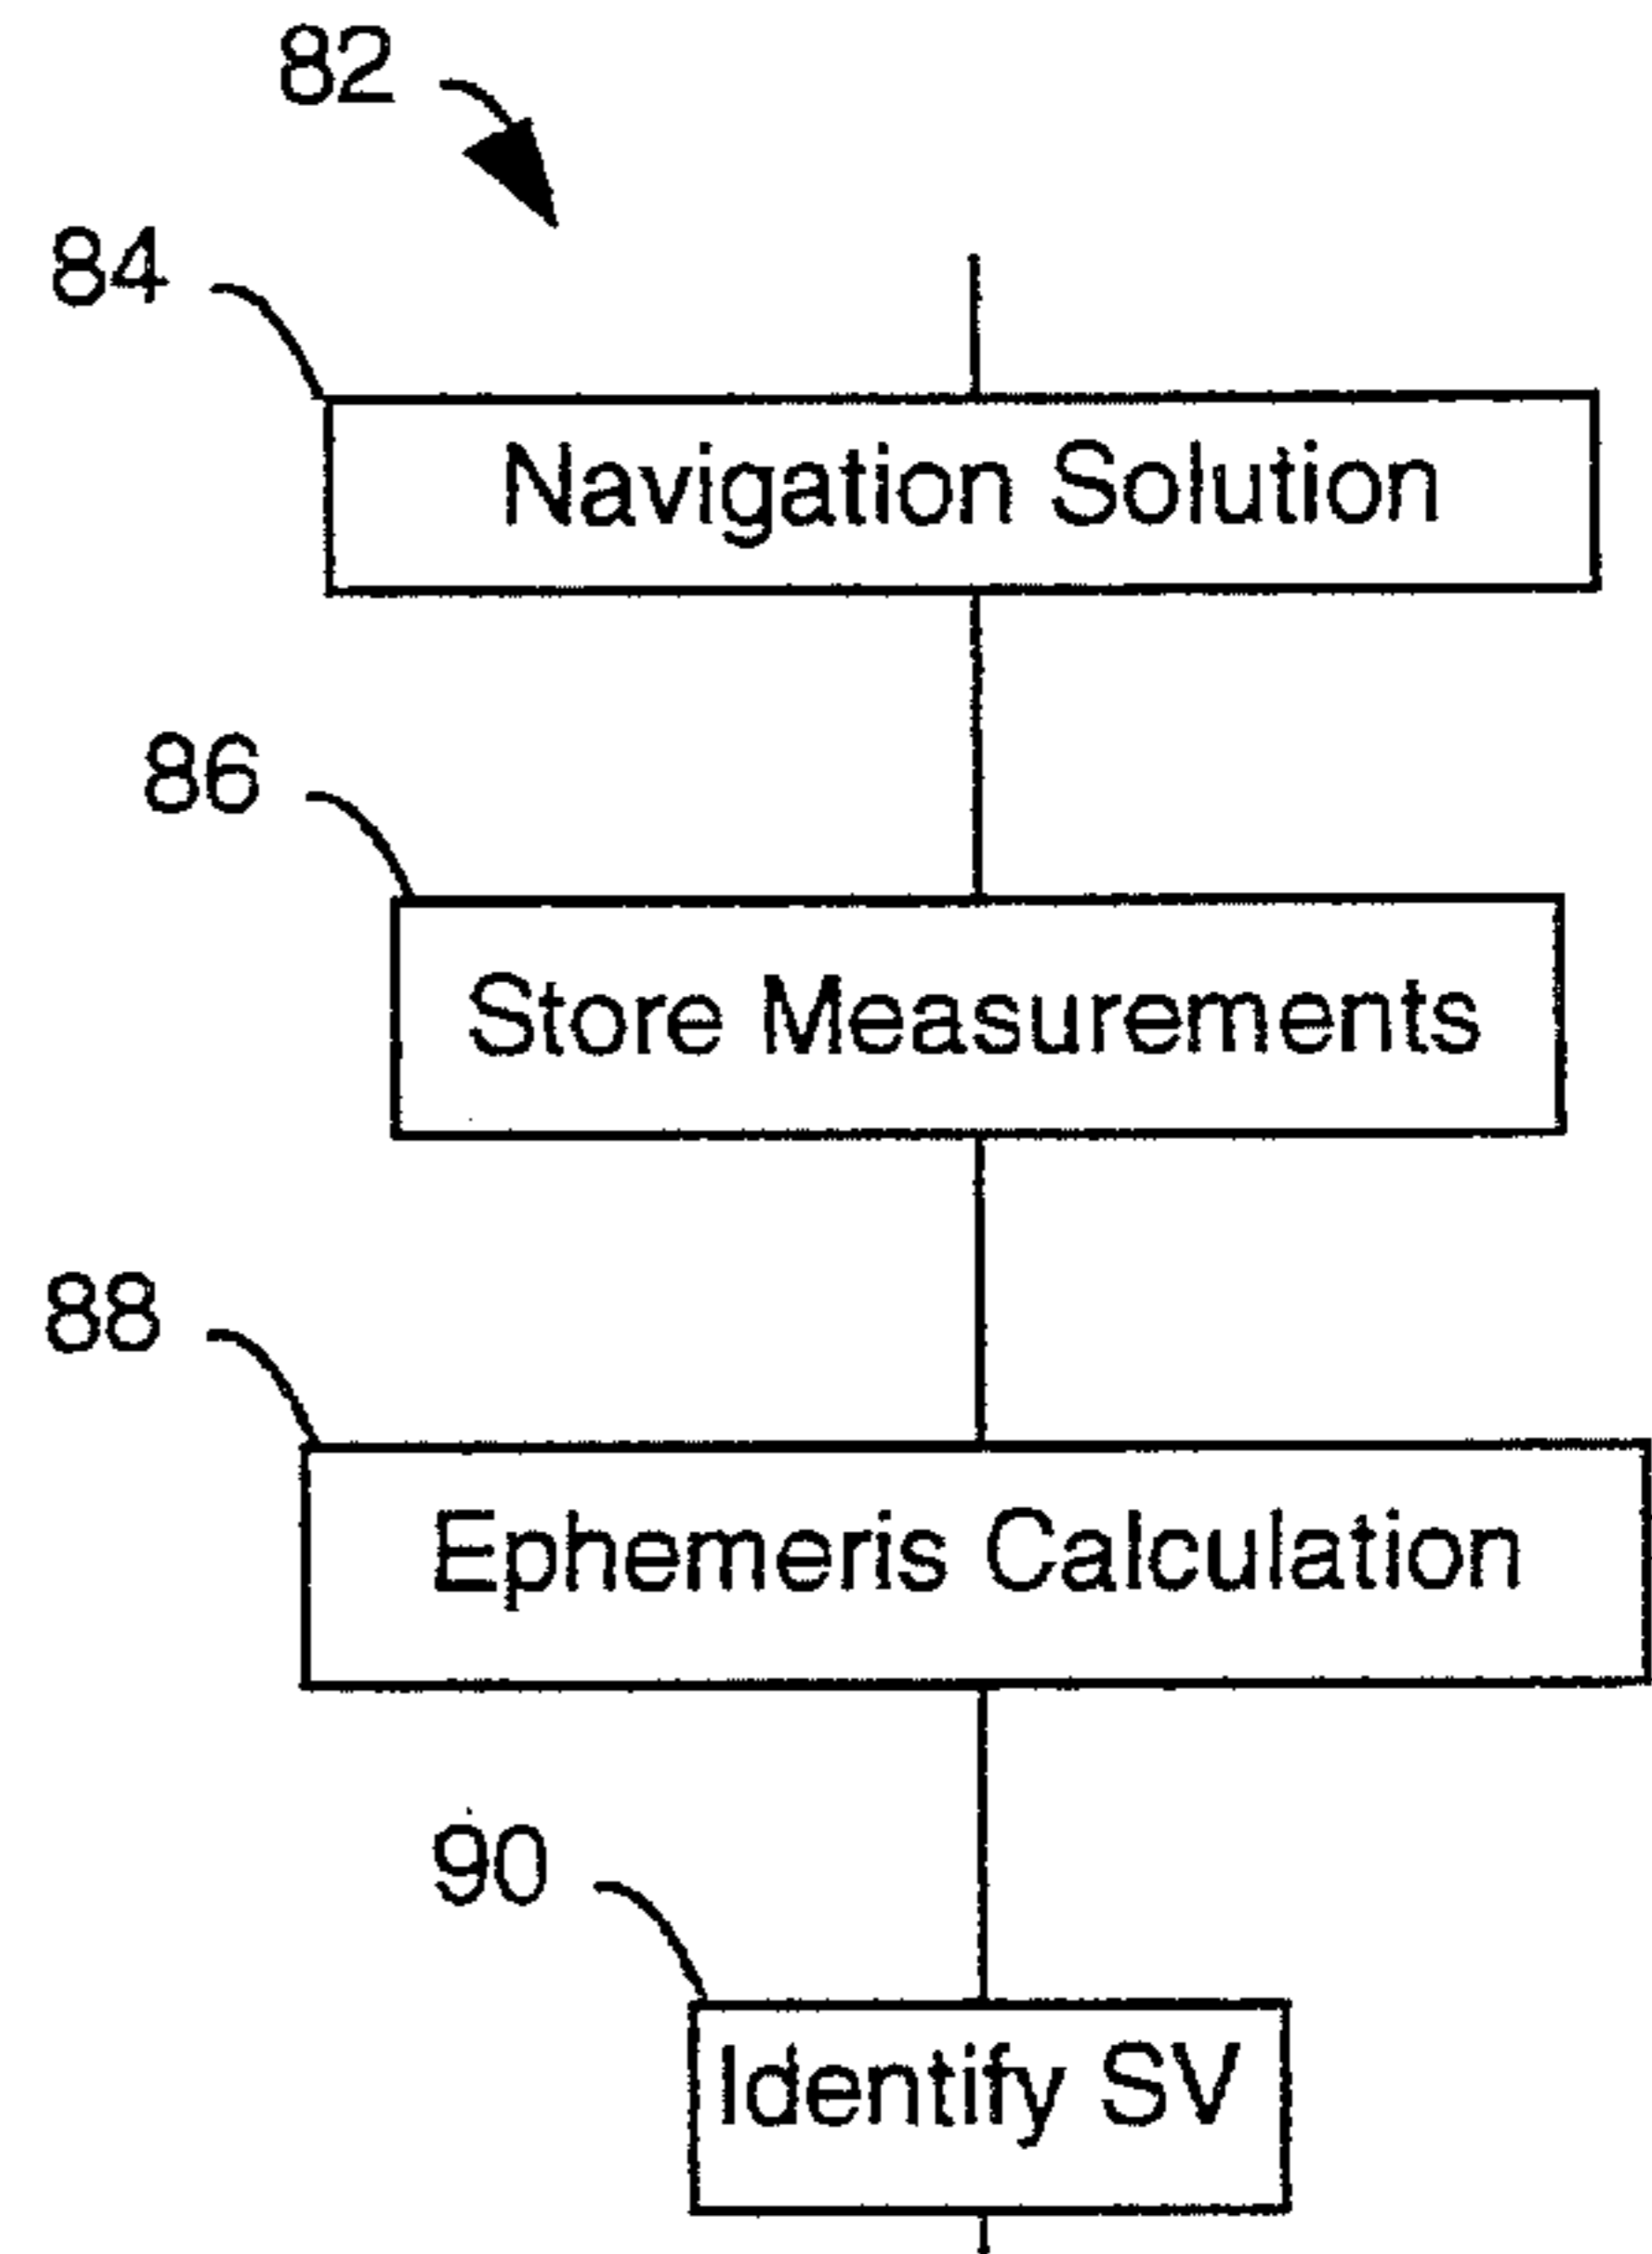 82
84
Navigation Solution
86
Store Measurements
88
Ephemeris Calculation
90
Identify SV